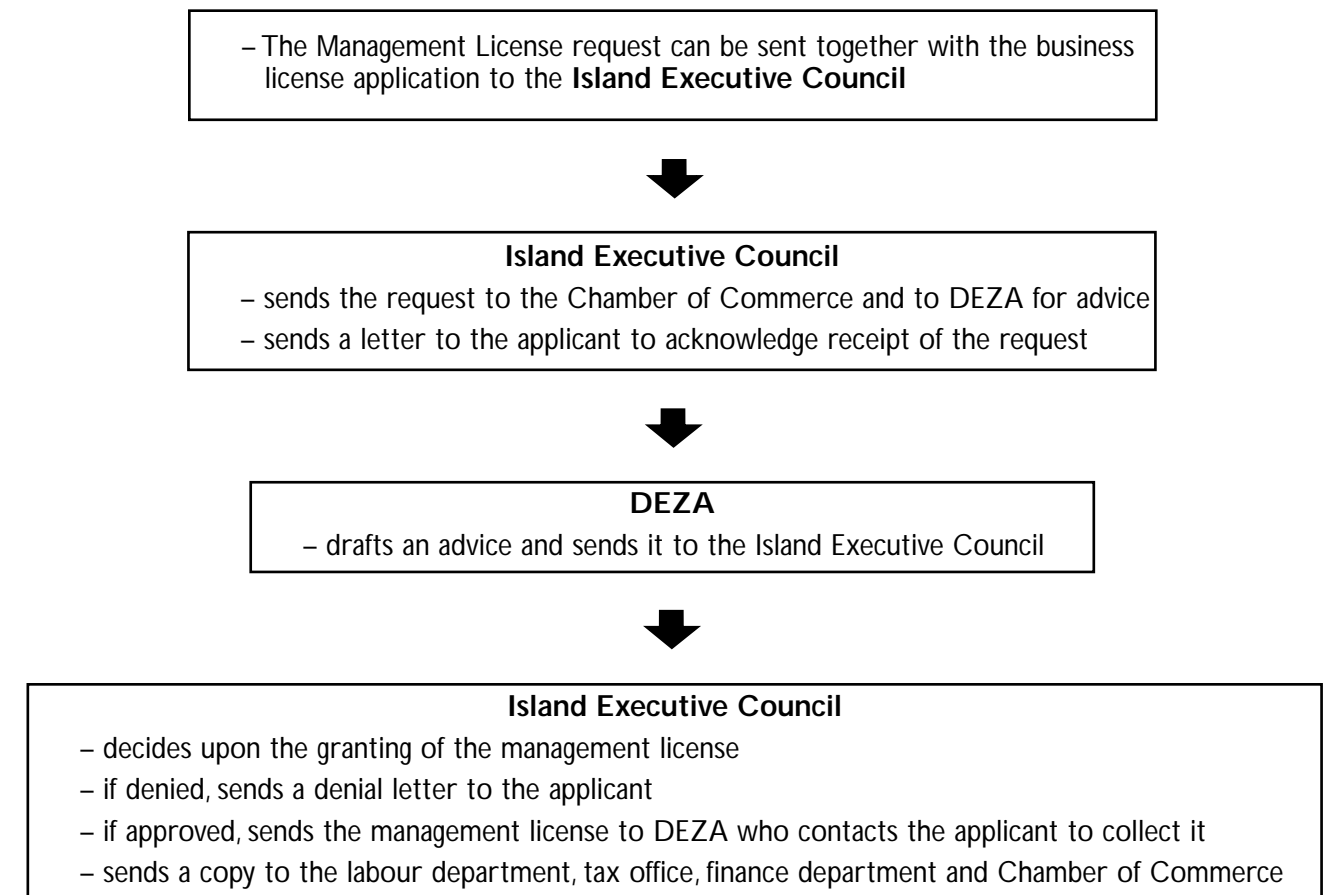 – The Management License request can be sent together with the business
license application to the Island Executive Council
Island Executive Council
– sends the request to the Chamber of Commerce and to DEZA for advice
– sends a letter to the applicant to acknowledge receipt of the request
DEZA
– drafts an advice and sends it to the Island Executive Council
Island Executive Council
– decides upon the granting of the management license
– if denied, sends a denial letter to the applicant
– if approved, sends the management license to DEZA who contacts the applicant to collect it
– sends a copy to the labour department, tax office, finance department and Chamber of Commerce